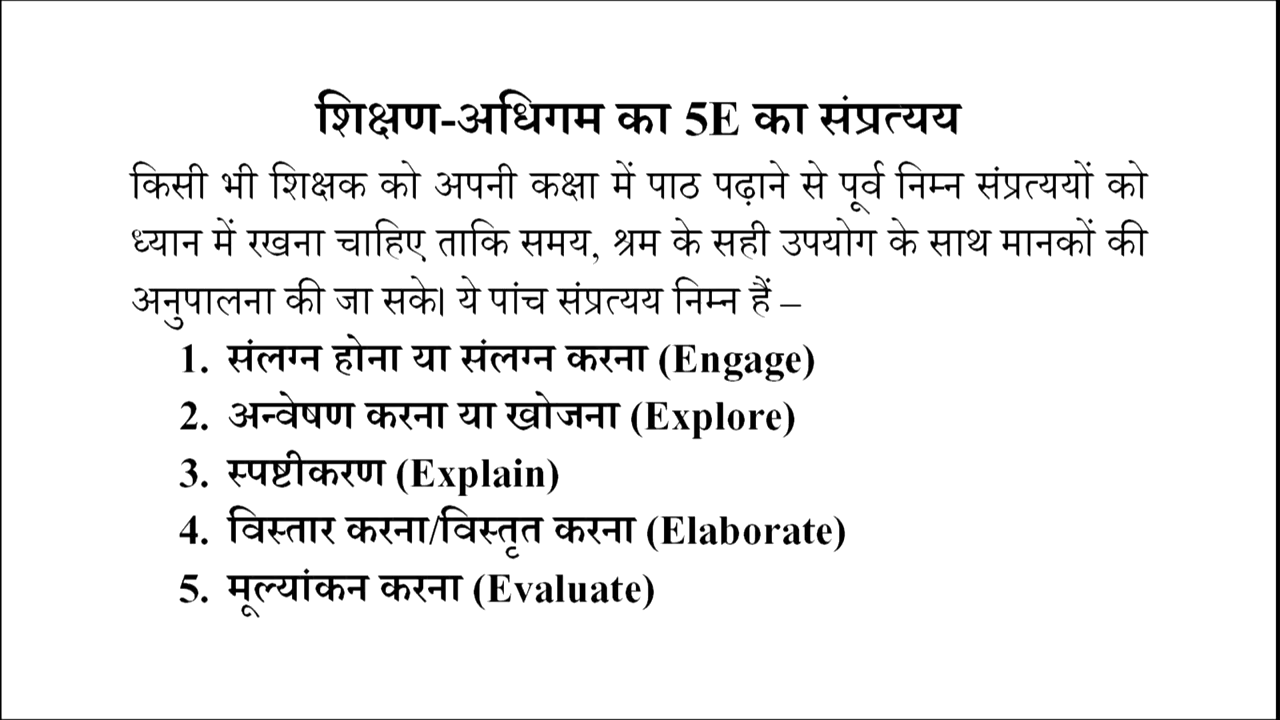 शिक्षण-अधिगम का 5E का संप्रत्यय
किसी भी शिक्षक को अपनी कक्षा में पाठ पढ़ाने से पूर्व निम्न संप्रत्ययों को
ध्यान में रखना चाहिए ताकि समय, श्रम के सही उपयोग के साथ मानकों की
अनुपालना की जा सके। ये पांच संप्रत्यय निम्न हैं –
1. संलग्न होना या संलग्न करना (Engage)
2. अन्वेषण करना या खोजना (Explore)
3. स्पष्टीकरण (Explain)
4. विस्तार करना/विस्तृत करना (Elaborate)
5. मूल्यांकन करना (Evaluate)